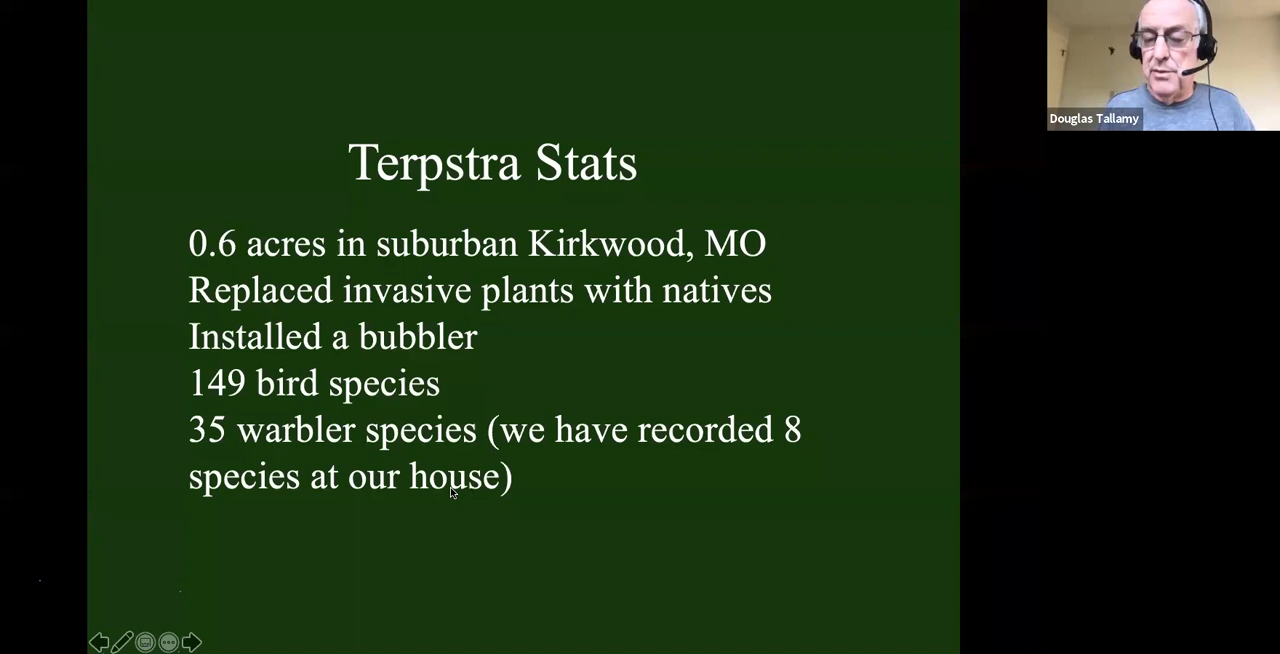 Terpstra Stats
0.6 acres in suburban Kirkwood, MO
Replaced invasive plants with natives
Installed a bubbler
149 bird species
35 warbler species (we have recorded 8
species at our house)
Douglas Tallamy